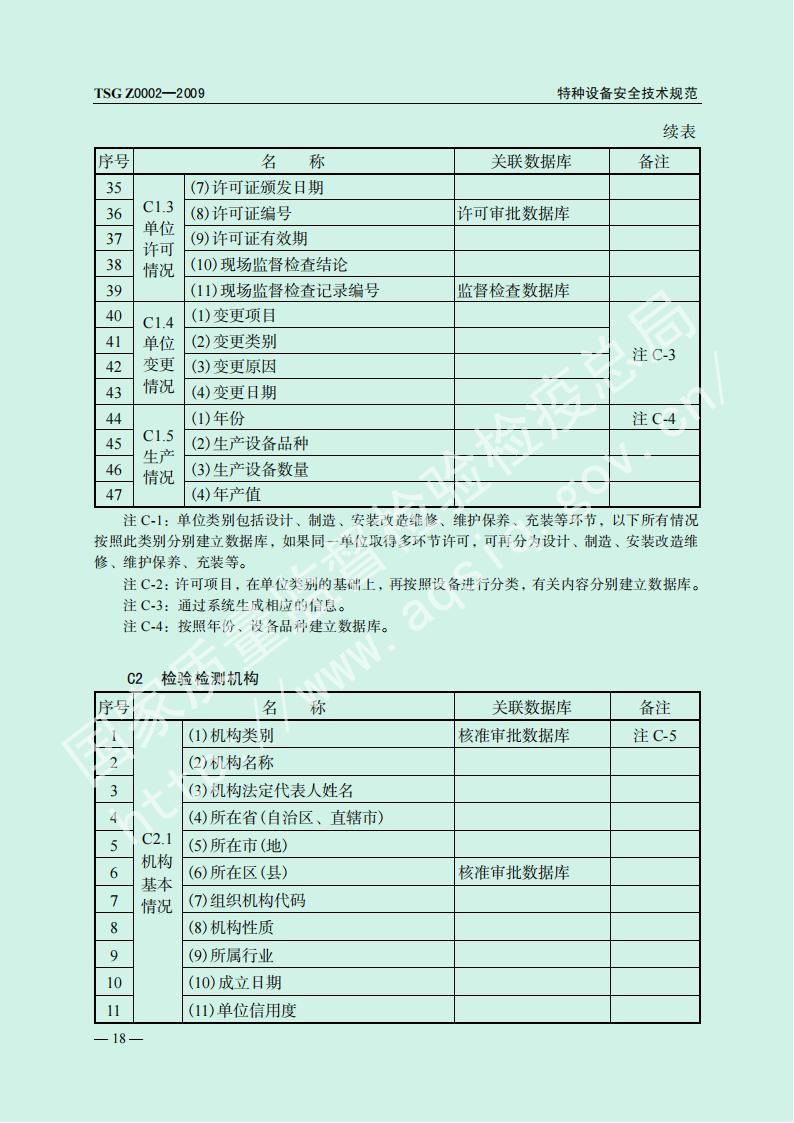 TSG Z0002—2009 特种设备安全技术规范
续表
序号 名 称 关联数据库 备注
C1.3 单位许可情况
35 (7)许可证颁发日期
36 (8)许可证编号 许可审批数据库
37 (9)许可证有效期
38 (10)现场监督检查结论
39 (11)现场监督检查记录编号 监督检查数据库
C1.4 单位变更情况
40 (1)变更项目 注 C-3
41 (2)变更类别
42 (3)变更原因
43 (4)变更日期
C1.5 生产情况
44 (1)年份 注 C-4
45 (2)生产设备品种
46 (3)生产设备数量
47 (4)年产值
注 C-1：单位类别包括设计、制造、安装改造维修、维护保养、充装等环节，以下所有情况
按照此类别分别建立数据库，如果同一单位取得多环节许可，可再分为设计、制造、安装改造维
修、维护保养、充装等。
注 C-2：许可项目，在单位类别的基础上，再按照设备进行分类，有关内容分别建立数据库。
注 C-3：通过系统生成相应的信息。
注 C-4：按照年份、设备品种建立数据库。
C2 检验检测机构
序号 名 称 关联数据库 备注
C2.1 机构基本情况
1 (1)机构类别 核准审批数据库 注 C-5
2 (2)机构名称
3 (3)机构法定代表人姓名
4 (4)所在省(自治区、直辖市)
5 (5)所在市(地)
6 (6)所在区(县) 核准审批数据库
7 (7)组织机构代码
8 (8)机构性质
9 (9)所属行业
10 (10)成立日期
11 (11)单位信用度
— 18 —
国家质量监督检验检疫总局
http://www.aqsiq.gov.cn/